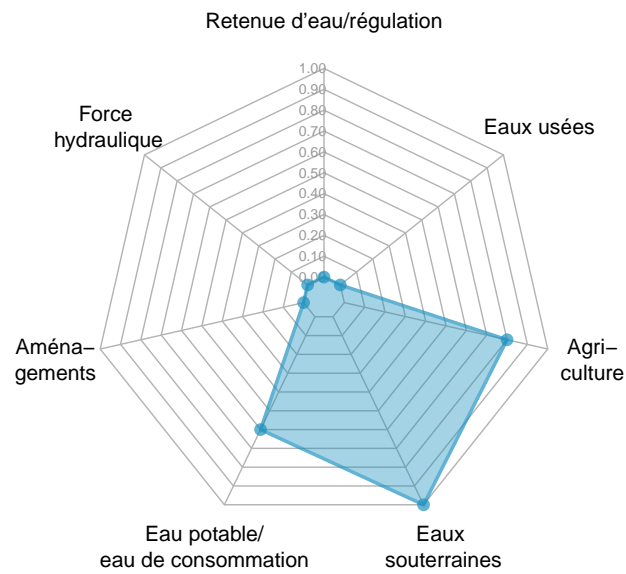 Retenue d'eau/régulation
1.00
0.90
0.80
0.70
0.60
0.50
0.40
0.30
0.20
0.10
0.00
Force
hydraulique
Eaux usées
Aména–
gements
Agri–
culture
Eau potable/
eau de consommation
Eaux
souterraines